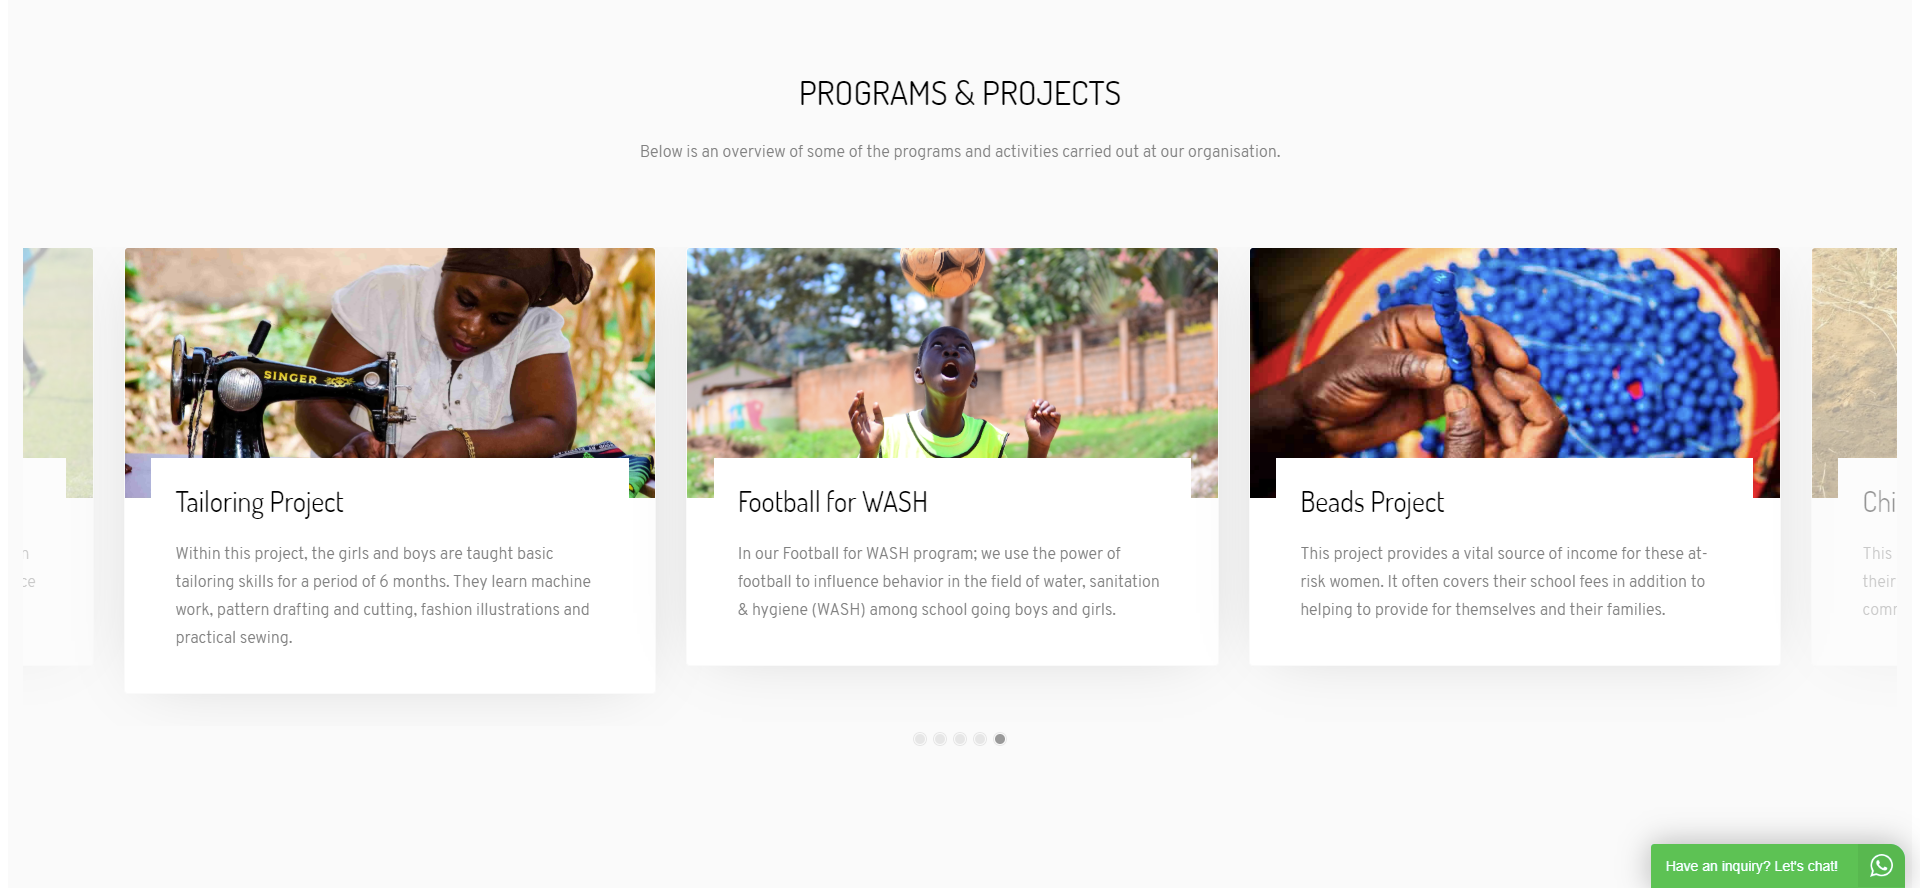 PROGRAMS & PROJECTS
Below is an overview of some of the programs and activities carried out at our organisation.
SINGER
Tailoring Project
Within this project, the girls and boys are taught basic
tailoring skills for a period of 6 months. They learn machine
work, pattern drafting and cutting, fashion illustrations and
practical sewing.
Football for WASH
In our Football for WASH program; we use the power of
football to influence behavior in the field of water, sanitation
& hygiene (WASH) among school going boys and girls.
Beads Project
This project provides a vital source of income for these at-
risk women. It often covers their school fees in addition to
helping to provide for themselves and their families.
Chi
This
their
Have an inquiry? Let's chat!